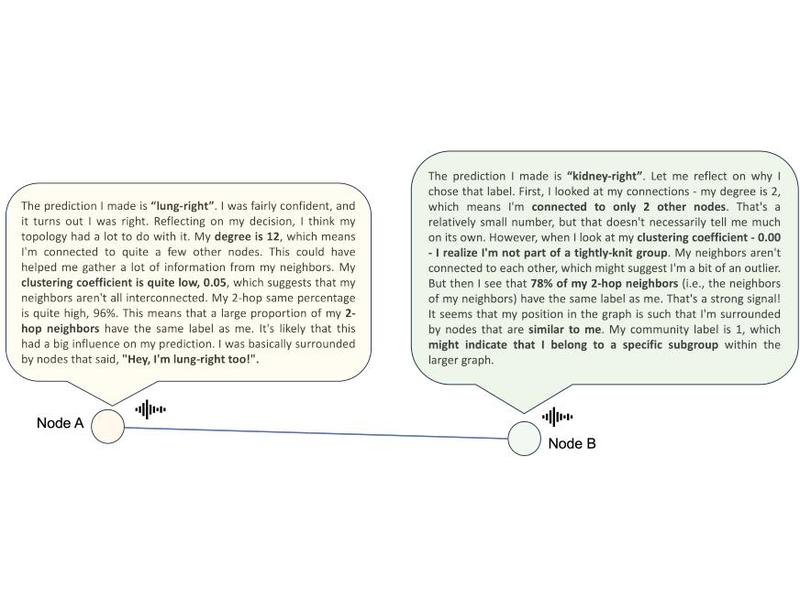 The prediction I made is “lung-right”. I was fairly confident, and
it turns out I was right. Reflecting on my decision, I think my
topology had a lot to do with it. My degree is 12, which means
I'm connected to quite a few other nodes. This could have
helped me gather a lot of information from my neighbors. My
clustering coefficient is quite low, 0.05, which suggests that my
neighbors aren't all interconnected. My 2-hop same percentage
is quite high, 96%. This means that a large proportion of my 2-
hop neighbors have the same label as me. It's likely that this
had a big influence on my prediction. I was basically surrounded
by nodes that said, "Hey, I'm lung-right too!".
Node A
The prediction I made is “kidney-right”. Let me reflect on why I
chose that label. First, I looked at my connections - my degree is 2,
which means I'm connected to only 2 other nodes. That's a
relatively small number, but that doesn't necessarily tell me much
on its own. However, when I look at my clustering coefficient - 0.00
- I realize I'm not part of a tightly-knit group. My neighbors aren't
connected to each other, which might suggest I'm a bit of an outlier.
But then I see that 78% of my 2-hop neighbors (i.e., the neighbors
of my neighbors) have the same label as me. That's a strong signal!
It seems that my position in the graph is such that I'm surrounded
by nodes that are similar to me. My community label is 1, which
might indicate that I belong to a specific subgroup within the
larger graph.
Node B